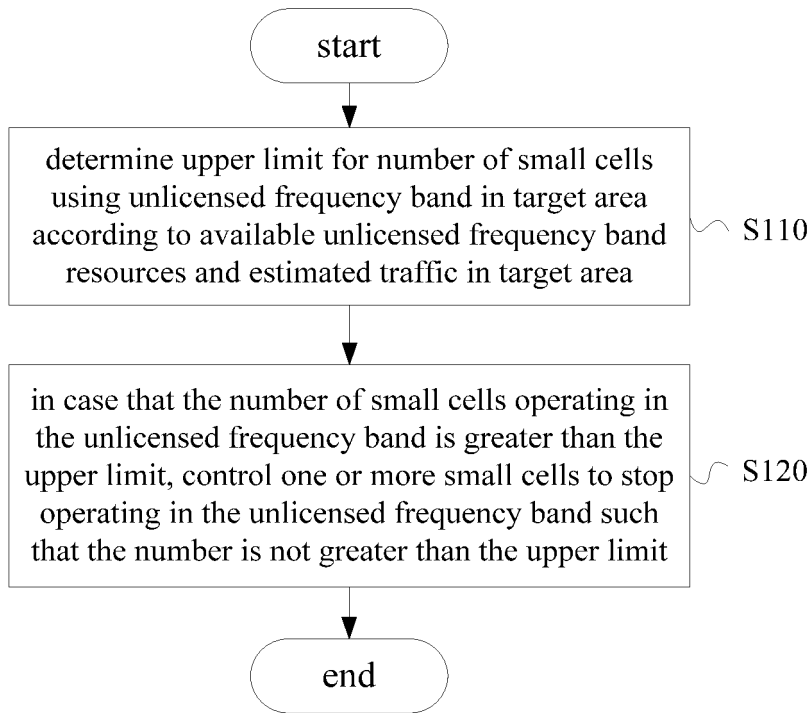 start
determine upper limit for number of small cells
using unlicensed frequency band in target area
according to available unlicensed frequency band
resources and estimated traffic in target area
S110
in case that the number of small cells operating in
the unlicensed frequency band is greater than the
upper limit, control one or more small cells to stop
operating in the unlicensed frequency band such
that the number is not greater than the upper limit
S120
end